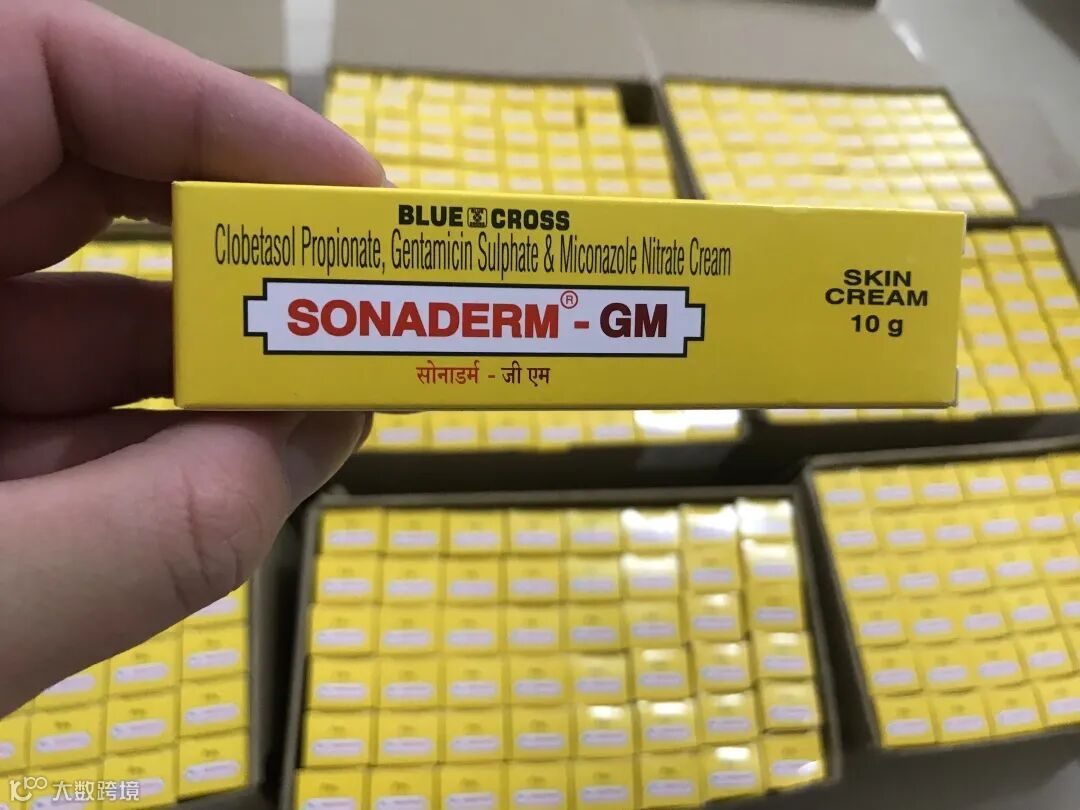 BLUE CROSS
Clobetasol Propionate, Gentamicin Sulphate & Miconazole Nitrate Cream
SONADERM® - GM
सोनाडर्म - जी एम
SKIN
CREAM
10 g
大数跨境